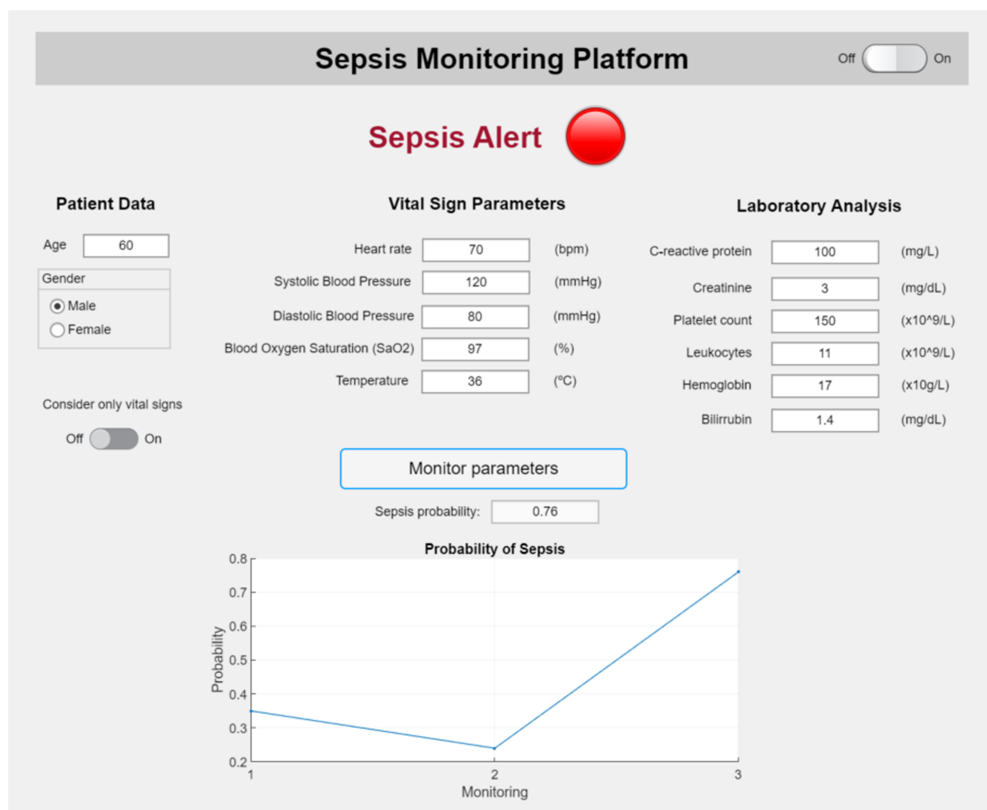 Sepsis Monitoring Platform
Off On
Sepsis Alert
Patient Data
Age 60
Gender
Male
Female
Consider only vital signs
Off On
Vital Sign Parameters
Heart rate 70 (bpm)
Systolic Blood Pressure 120 (mmHg)
Diastolic Blood Pressure 80 (mmHg)
Blood Oxygen Saturation (SaO2) 97 (%)
Temperature 36 (ºC)
Laboratory Analysis
C-reactive protein 100 (mg/L)
Creatinine 3 (mg/dL)
Platelet count 150 (x10^9/L)
Leukocytes 11 (x10^9/L)
Hemoglobin 17 (x10g/L)
Bilirrubin 1.4 (mg/dL)
Monitor parameters
Sepsis probability: 0.76
Probability of Sepsis
Probability
0.8
0.7
0.6
0.5
0.4
0.3
0.2
1 2 3
Monitoring